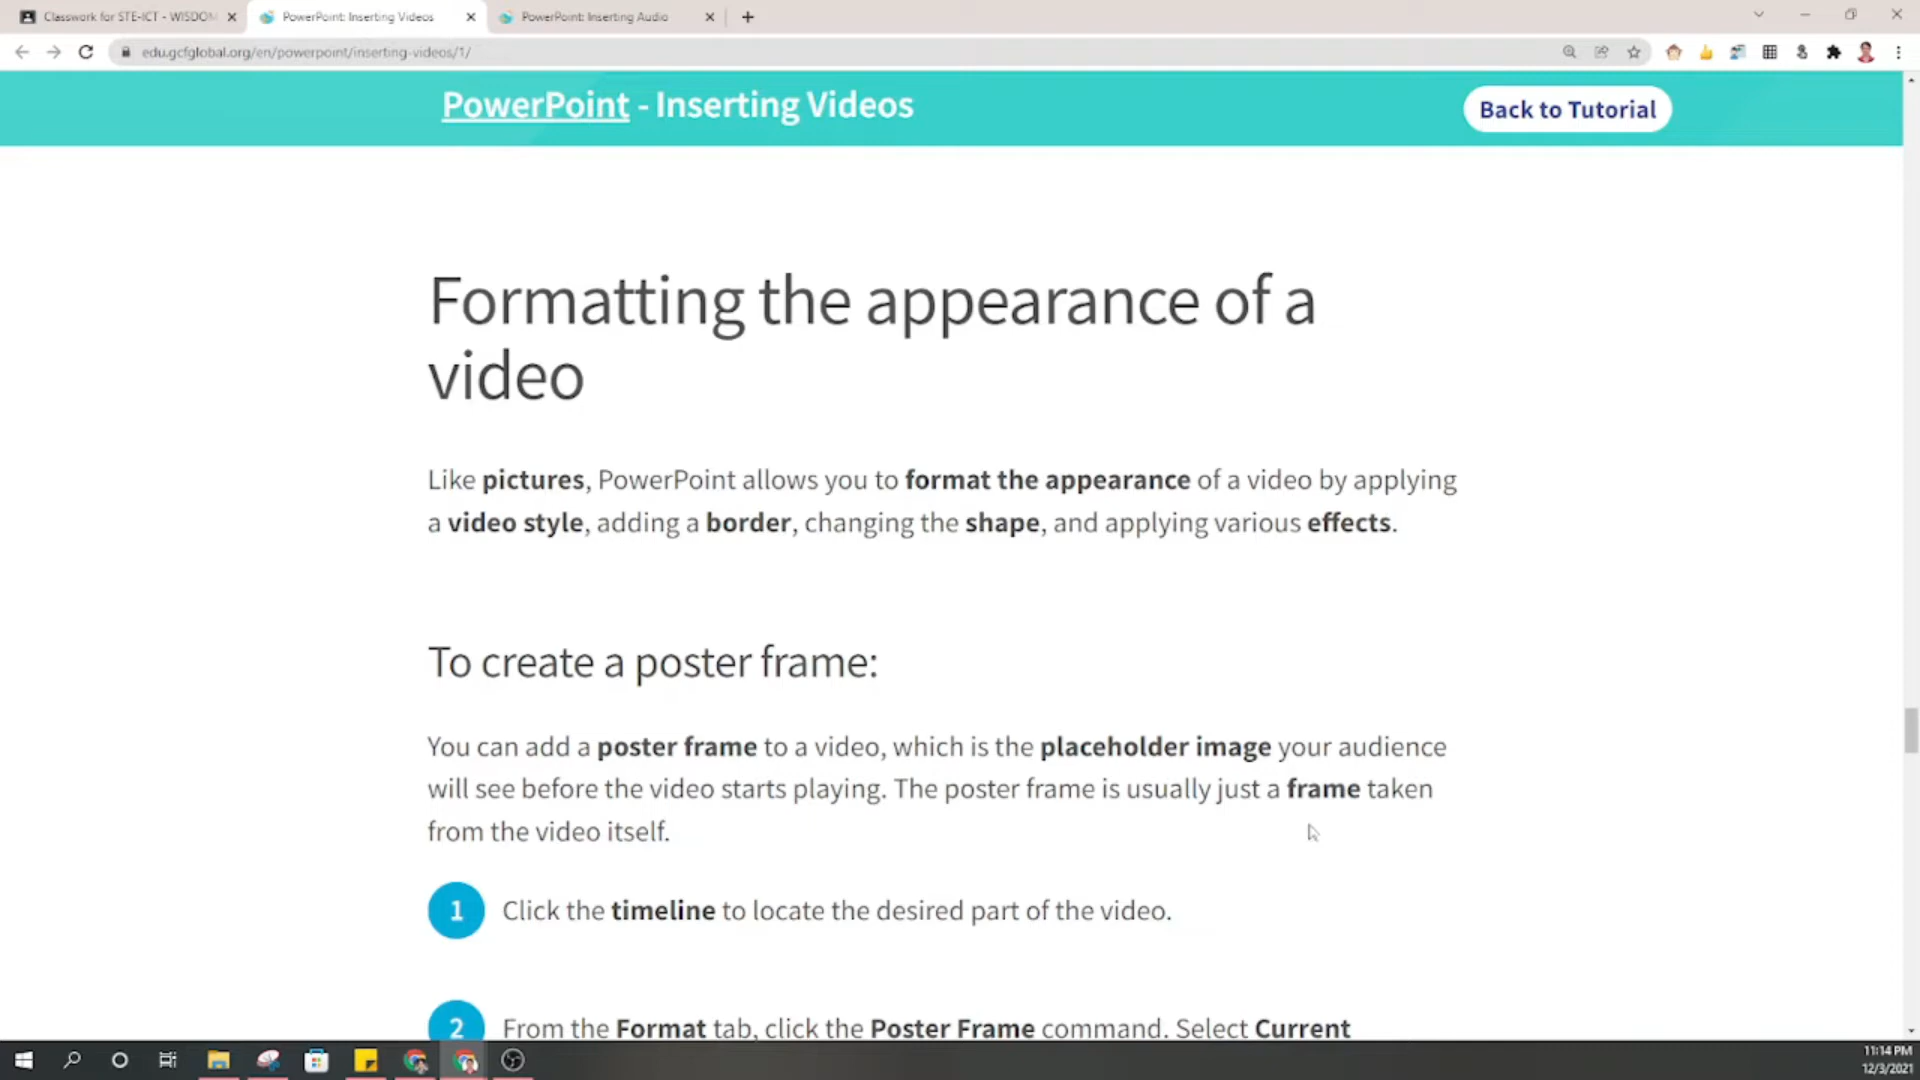 Classwork for STE-ICT - WISDOM
PowerPoint: Inserting Videos
PowerPoint: Inserting Audio
edu.gcfglobal.org/en/powerpoint/inserting-videos/1/
PowerPoint - Inserting Videos
Back to Tutorial
Formatting the appearance of a
video
Like pictures, PowerPoint allows you to format the appearance of a video by applying
a video style, adding a border, changing the shape, and applying various effects.
To create a poster frame:
You can add a poster frame to a video, which is the placeholder image your audience
will see before the video starts playing. The poster frame is usually just a frame taken
from the video itself.
1 Click the timeline to locate the desired part of the video.
2 From the Format tab, click the Poster Frame command. Select Current
11:14 PM
12/3/2021